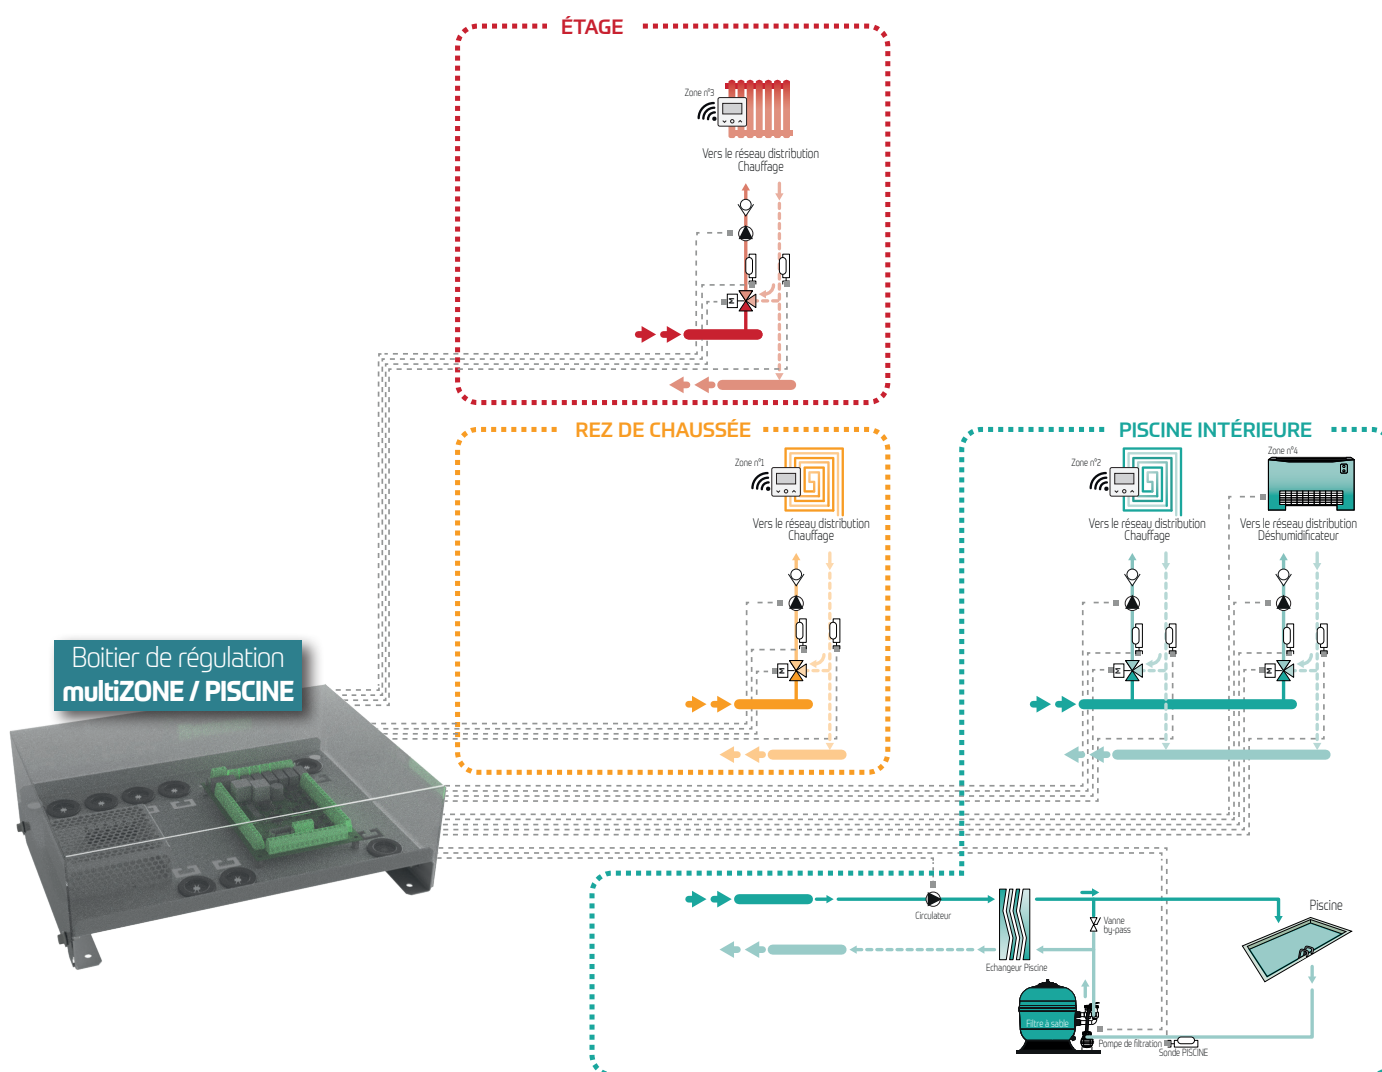 ÉTAGE
Zone n°3
Vers le réseau distribution
Chauffage
M
REZ DE CHAUSSÉE
Zone n°1
Vers le réseau distribution
Chauffage
M
PISCINE INTÉRIEURE
Zone n°2
Vers le réseau distribution
Chauffage
M
Zone n°4
Vers le réseau distribution
Déshumidificateur
M
Boitier de régulation
multiZONE / PISCINE
Circulateur
Echangeur Piscine
Vanne
by-pass
Piscine
Filtre à sable
Pompe de filtration
Sonde PISCINE